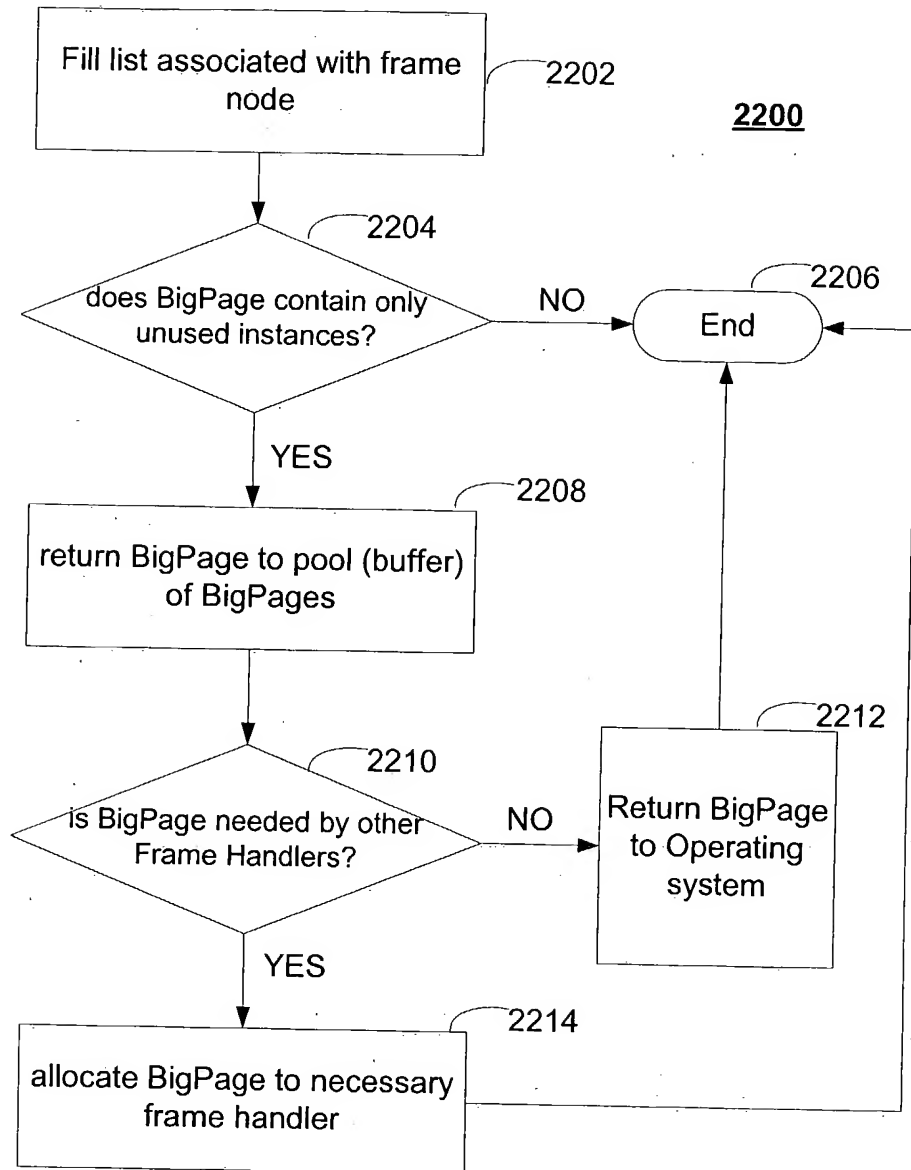 Fill list associated with frame
node
2202
2200
2204
does BigPage contain only
unused instances?
NO
2206
End
YES
2208
return BigPage to pool (buffer)
of BigPages
2210
is BigPage needed by other
Frame Handlers?
NO
2212
Return BigPage
to Operating
system
YES
2214
allocate BigPage to necessary
frame handler